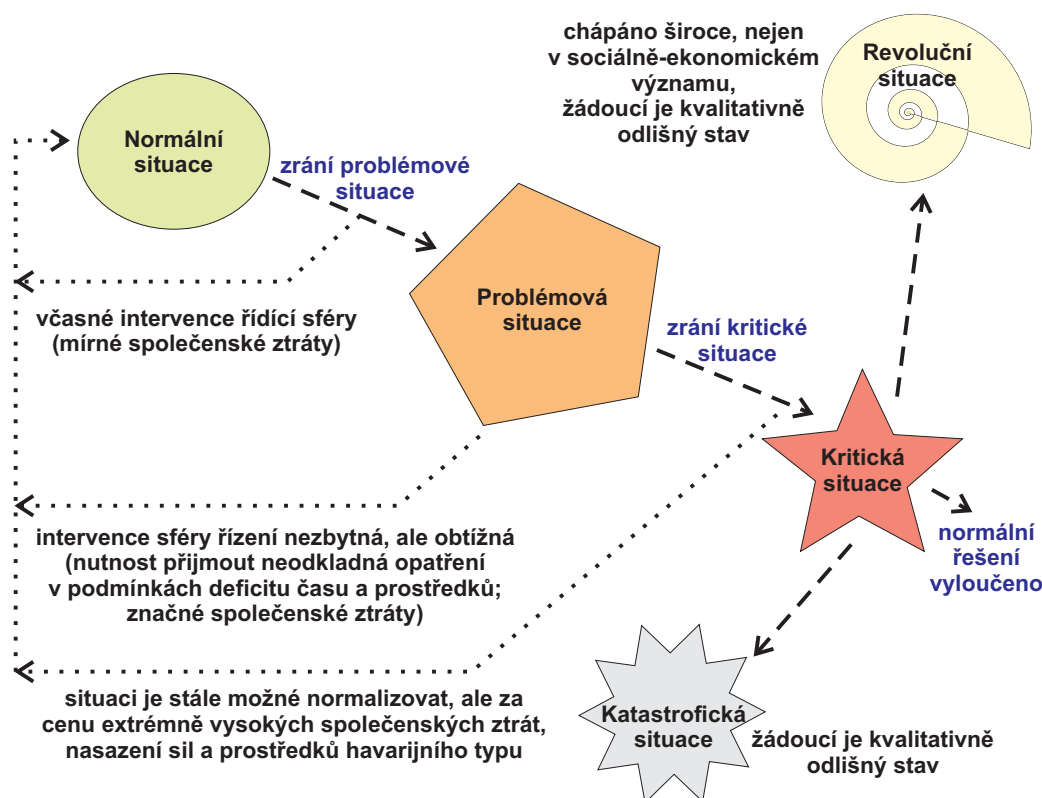 chápáno široce, nejen
v sociálně-ekonomickém
významu,
žádoucí je kvalitativně
odlišný stav
Revoluční
situace
Normální
situace
zrání problémové
situace
včasné intervence řídící sféry
(mírné společenské ztráty)
Problémová
situace
zrání kritické
situace
Kritická
situace
normální
řešení
vyloučeno
intervence sféry řízení nezbytná, ale obtížná
(nutnost přijmout neodkladná opatření
v podmínkách deficitu času a prostředků;
značné společenské ztráty)
situaci je stále možné normalizovat, ale za
cenu extrémně vysokých společenských ztrát,
nasazení sil a prostředků havarijního typu
Katastrofická
situace
žádoucí je kvalitativně
odlišný stav